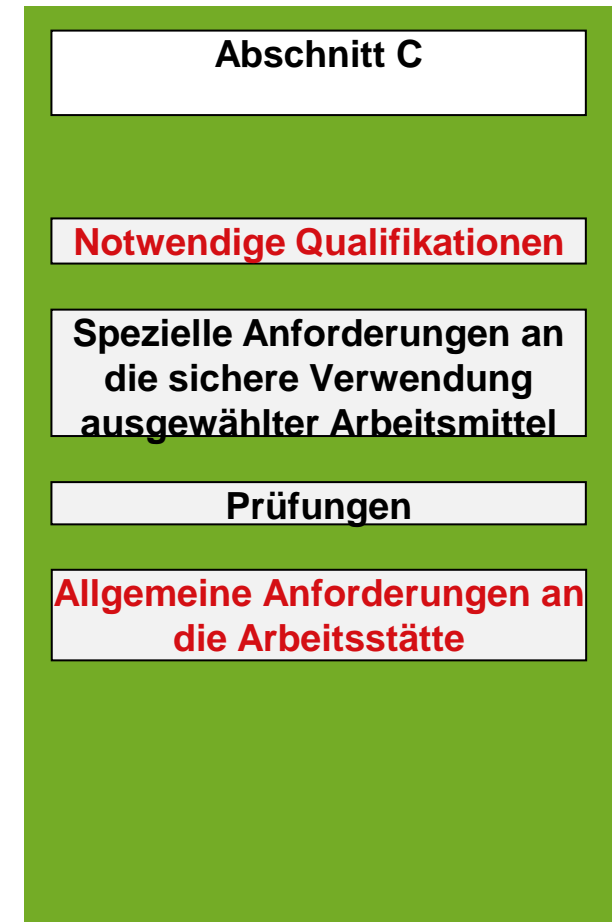 Abschnitt C
Notwendige Qualifikationen
Spezielle Anforderungen an
die sichere Verwendung
ausgewählter Arbeitsmittel
Prüfungen
Allgemeine Anforderungen an
die Arbeitsstätte